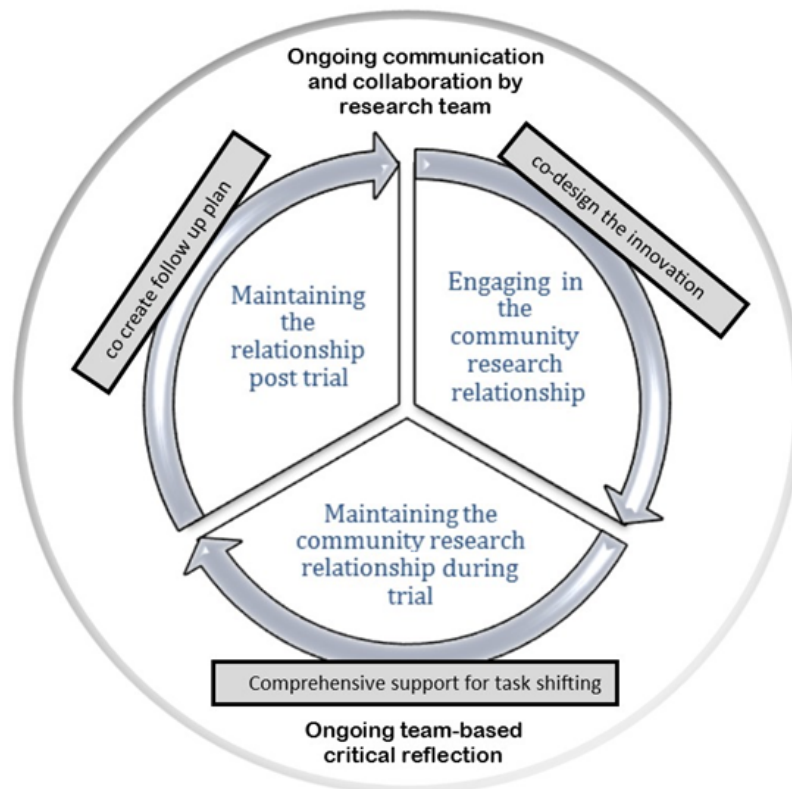 Ongoing communication
and collaboration by
research team
co create follow up plan
co-design the innovation
Maintaining
the
relationship
post trial
Engaging in
the
community
research
relationship
Maintaining the
community research
relationship during
trial
Comprehensive support for task shifting
Ongoing team-based
critical reflection